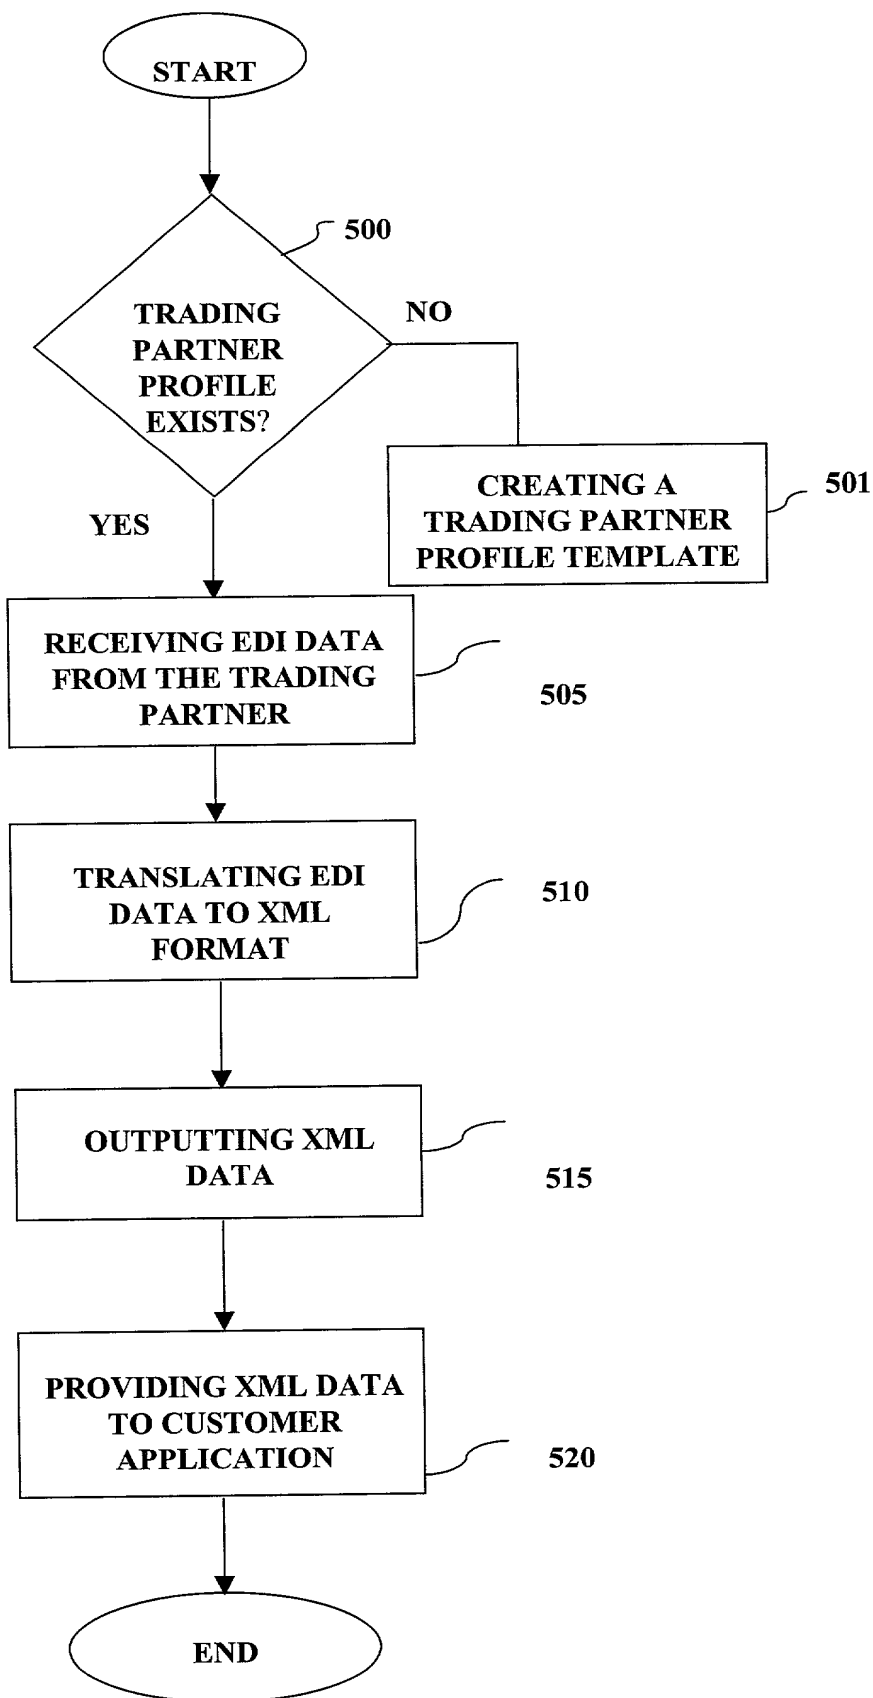 START
500
TRADING
PARTNER
PROFILE
EXISTS?
NO
YES
CREATING A
TRADING PARTNER
PROFILE TEMPLATE
501
RECEIVING EDI DATA
FROM THE TRADING
PARTNER
505
TRANSLATING EDI
DATA TO XML
FORMAT
510
OUTPUTTING XML
DATA
515
PROVIDING XML DATA
TO CUSTOMER
APPLICATION
520
END